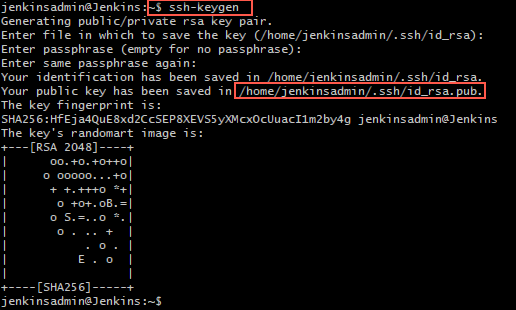 jenkinsadmin@Jenkins:~$ ssh-keygen
Generating public/private rsa key pair.
Enter file in which to save the key (/home/jenkinsadmin/.ssh/id_rsa):
Enter passphrase (empty for no passphrase):
Enter same passphrase again:
Your identification has been saved in /home/jenkinsadmin/.ssh/id_rsa.
Your public key has been saved in /home/jenkinsadmin/.ssh/id_rsa.pub.
The key fingerprint is:
SHA256:HfEja4QuE8xd2CcSEP8XEVS5yXMcxOcUuacI1m2by4g jenkinsadmin@Jenkins
The key's randomart image is:
+---[RSA 2048]----+
|      oo.+o.+o++o|
|     o ooooo...+o|
|      + +.+++o *+|
|       o +o+.oB.=|
|      o S.=..o *.|
|       o . .. +  |
|           . o . |
|          E . o  |
|                 |
+----[SHA256]-----+
jenkinsadmin@Jenkins:~$